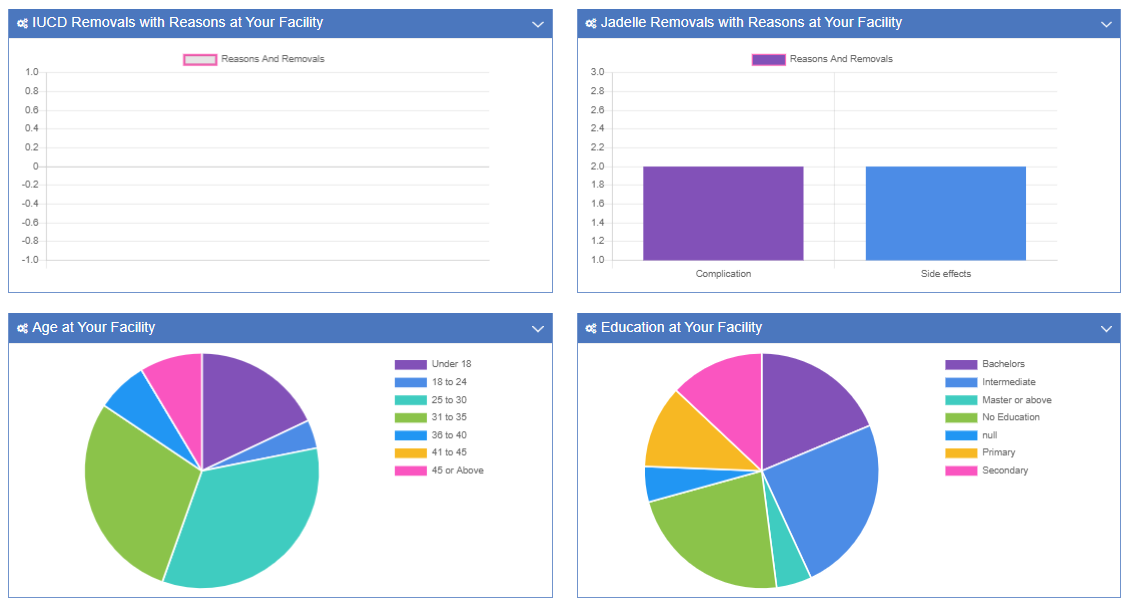 IUCD Removals with Reasons at Your Facility
Reasons And Removals
1.0
0.8
0.6
0.4
0.2
0
-0.2
-0.4
-0.6
-0.8
-1.0
Jadelle Removals with Reasons at Your Facility
Reasons And Removals
3.0
2.8
2.6
2.4
2.2
2.0
1.8
1.6
1.4
1.2
1.0
Complication
Side effects
Age at Your Facility
Under 18
18 to 24
25 to 30
31 to 35
36 to 40
41 to 45
45 or Above
Education at Your Facility
Bachelors
Intermediate
Master or above
No Education
null
Primary
Secondary